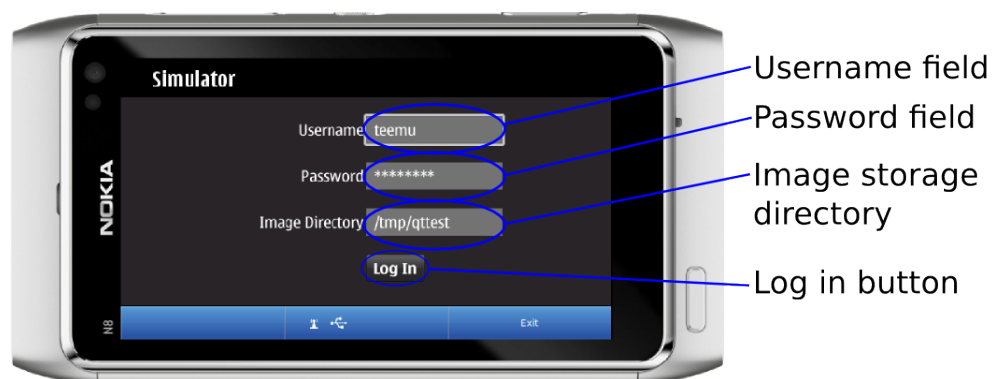 Simulator
Username teemu
Password ********
Image Directory /tmp/qttest
Log In
Exit
NOKIA
N8
Username field
Password field
Image storage
directory
Log in button